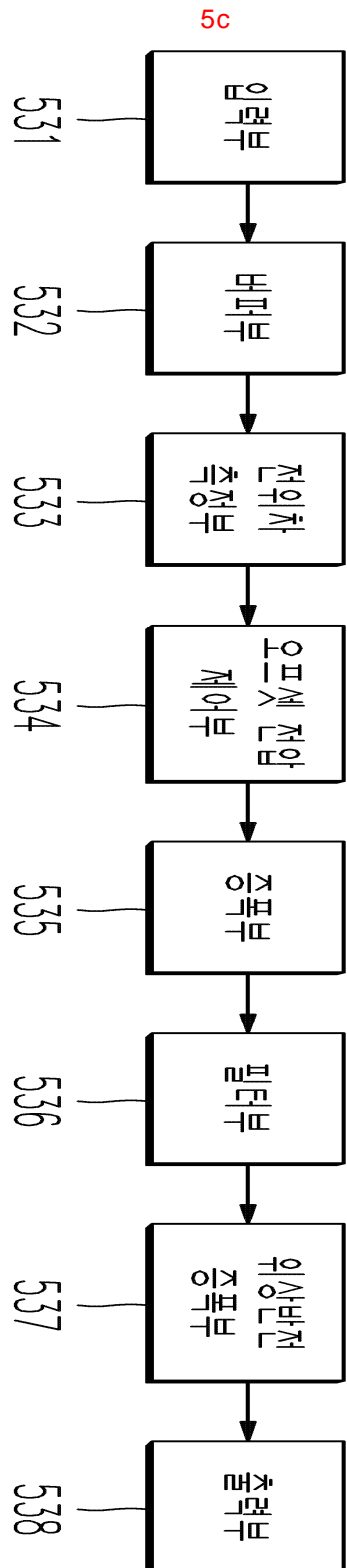 5c
입력부
531
버퍼부
532
전위차
측정부
533
오프셋 전압
제어부
534
증폭부
535
필터부
536
위상반전
증폭부
537
출력부
538